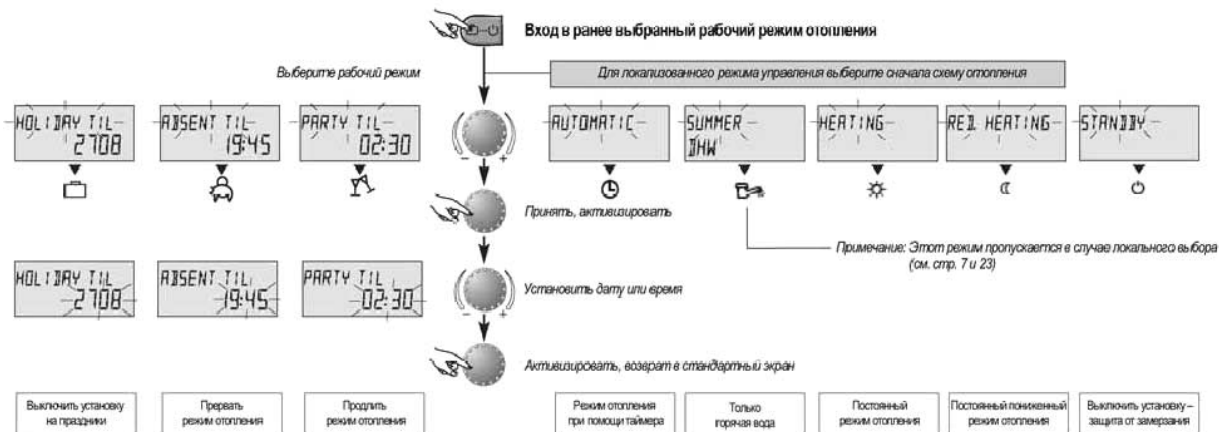 Вход в ранее выбранный рабочий режим отопления
Выберите рабочий режим
Для локализованного режима управления выберите сначала схему отопления
HOLIDAY TIL
2708
ABSENT TIL
19:45
PARTY TIL
02:30
AUTOMATIC
SUMMER
DHW
HEATING
RED. HEATING
STANDBY
- +
Принять, активизировать
Примечание: Этот режим пропускается в случае локального выбора
(см. стр. 7 и 23)
HOLIDAY TIL
2708
ABSENT TIL
19:45
PARTY TIL
02:30
Установить дату или время
- +
Активизировать, возврат в стандартный экран
Выключить установку
на праздники
Прервать
режим отопления
Продлить
режим отопления
Режим отопления
при помощи таймера
Только
горячая вода
Постоянный
режим отопления
Постоянный пониженный
режим отопления
Выключить установку –
защита от замерзания